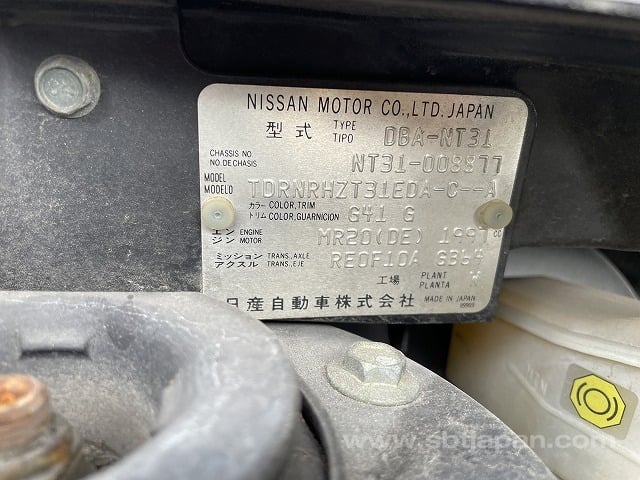 NISSAN MOTOR CO.,LTD. JAPAN
型式 TYPE TIPO DBA-NT31
CHASSIS NO NO.DE CHASIS NT31-008877
MODEL MODELO TDRNRHZT31EDA-C--A
カラー COLOR,TRIM トリム COLOR,GUARNICION G41 G
エンジン ENGINE MOTOR MR20(DE) 1997 cc
ミッション TRANS.,AXLE アクスル TRANS.,EJE RE0F10A GB64
工場 PLANT PLANTA W
日産自動車株式会社 MADE IN JAPAN
www.sbtjapan.com